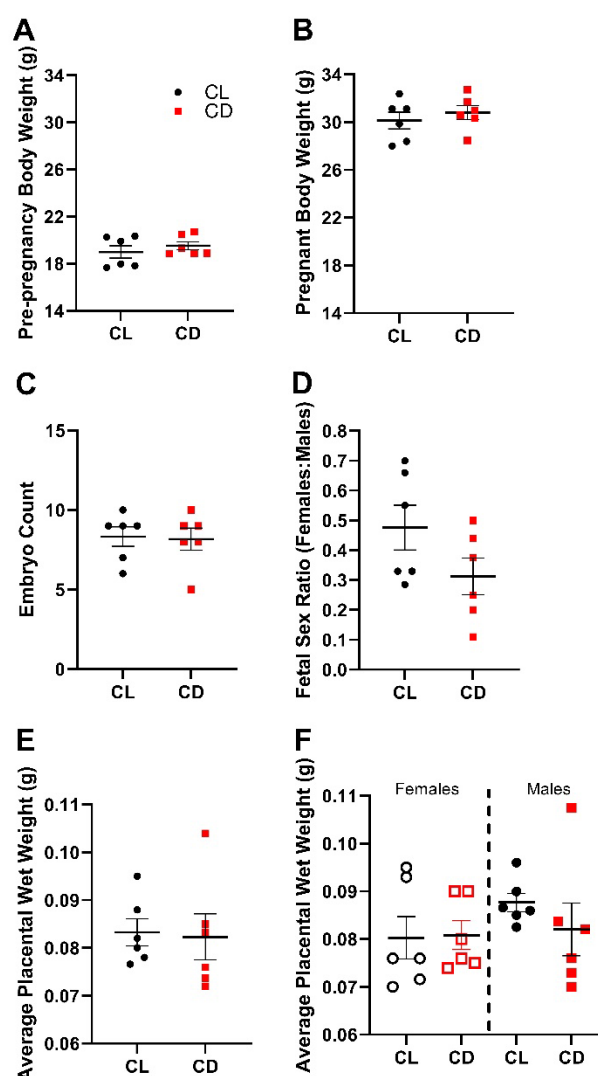 A
Pre-pregnancy Body Weight (g)
34
30
26
22
18
14
CL
CD
CL
CD
B
Pregnant Body Weight (g)
34
30
26
22
18
14
CL
CD
C
Embryo Count
15
10
5
0
CL
CD
D
Fetal Sex Ratio (Females:Males)
0.8
0.7
0.6
0.5
0.4
0.3
0.2
0.1
0.0
CL
CD
E
Average Placental Wet Weight (g)
0.11
0.10
0.09
0.08
0.07
0.06
CL
CD
F
Average Placental Wet Weight (g)
Females
Males
0.11
0.10
0.09
0.08
0.07
0.06
CL
CD
CL
CD